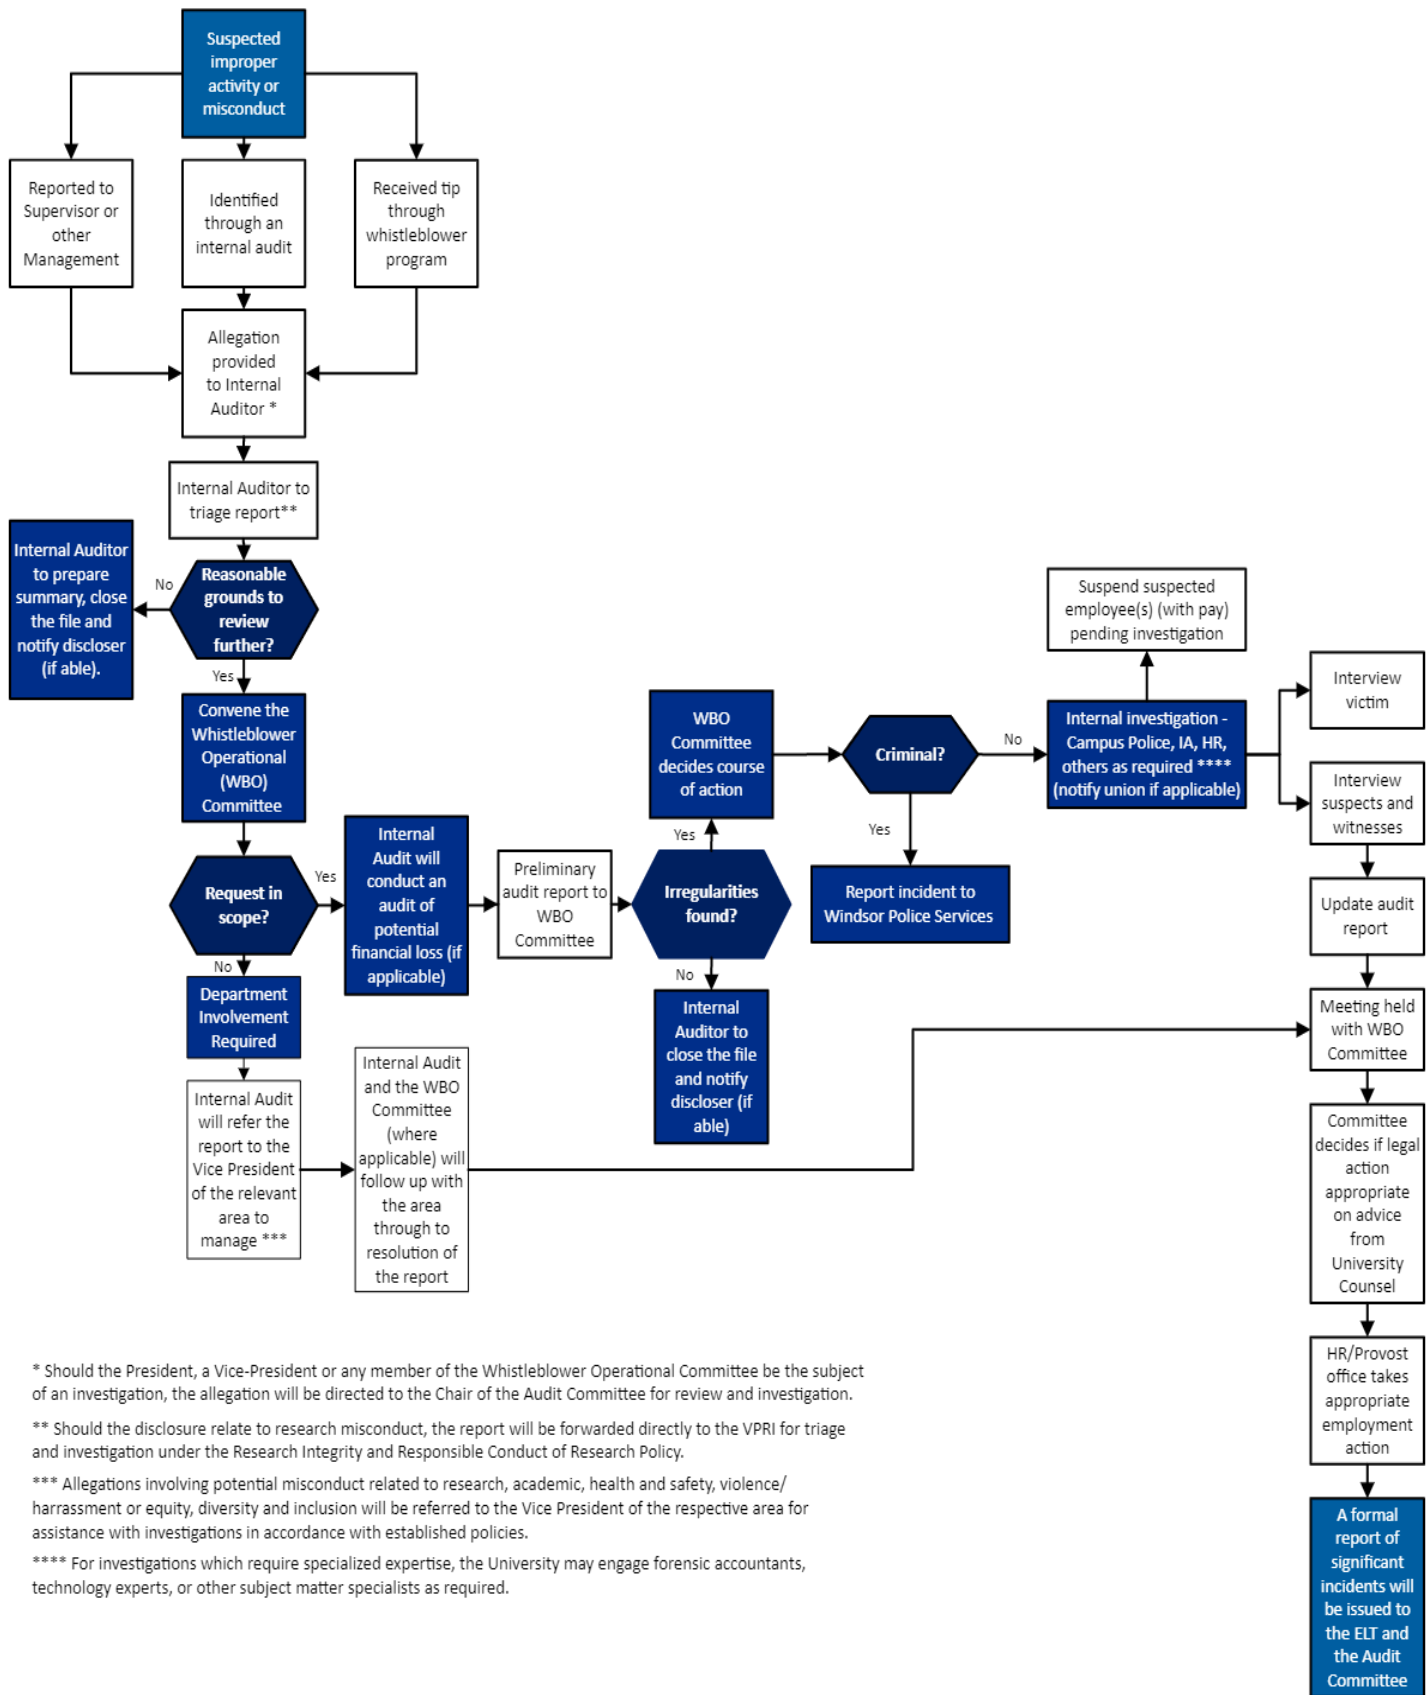 Suspected
improper
activity or
misconduct
Reported to
Supervisor or
other
Management
Identified
through an
internal audit
Received tip
through
whistleblower
program
Allegation
provided
to Internal
Auditor *
Internal Auditor to
triage report**
Internal Auditor
to prepare
summary, close
the file and
notify discloser
(if able).
No
Reasonable
grounds to
review
further?
Yes
Convene the
Whistleblower
Operational
(WBO)
Committee
Request in
scope?
Yes
No
Internal
Audit will
conduct an
audit of
potential
financial loss (if
applicable)
Preliminary
audit report to
WBO
Committee
Irregularities
found?
Yes
No
WBO
Committee
decides course
of action
Internal
Auditor to
close the file
and notify
discloser (if
able)
Criminal?
No
Yes
Report incident to
Windsor Police Services
Suspend suspected
employee(s) (with pay)
pending investigation
Internal investigation -
Campus Police, IA, HR,
others as required ****
(notify union if applicable)
Interview
victim
Interview
suspects and
witnesses
Update audit
report
Meeting held
with WBO
Committee
Committee
decides if legal
action
appropriate
on advice
from
University
Counsel
HR/Provost
office takes
appropriate
employment
action
A formal
report of
significant
incidents will
be issued to
the ELT and
the Audit
Committee
Department
Involvement
Required
Internal Audit
will refer the
report to the
Vice President
of the relevant
area to
manage ***
Internal Audit
and the WBO
Committee
(where
applicable) will
follow up with
the area
through to
resolution of
the report
* Should the President, a Vice-President or any member of the Whistleblower Operational Committee be the subject
of an investigation, the allegation will be directed to the Chair of the Audit Committee for review and investigation.
** Should the disclosure relate to research misconduct, the report will be forwarded directly to the VPRI for triage
and investigation under the Research Integrity and Responsible Conduct of Research Policy.
*** Allegations involving potential misconduct related to research, academic, health and safety, violence/
harrassment or equity, diversity and inclusion will be referred to the Vice President of the respective area for
assistance with investigations in accordance with established policies.
**** For investigations which require specialized expertise, the University may engage forensic accountants,
technology experts, or other subject matter specialists as required.